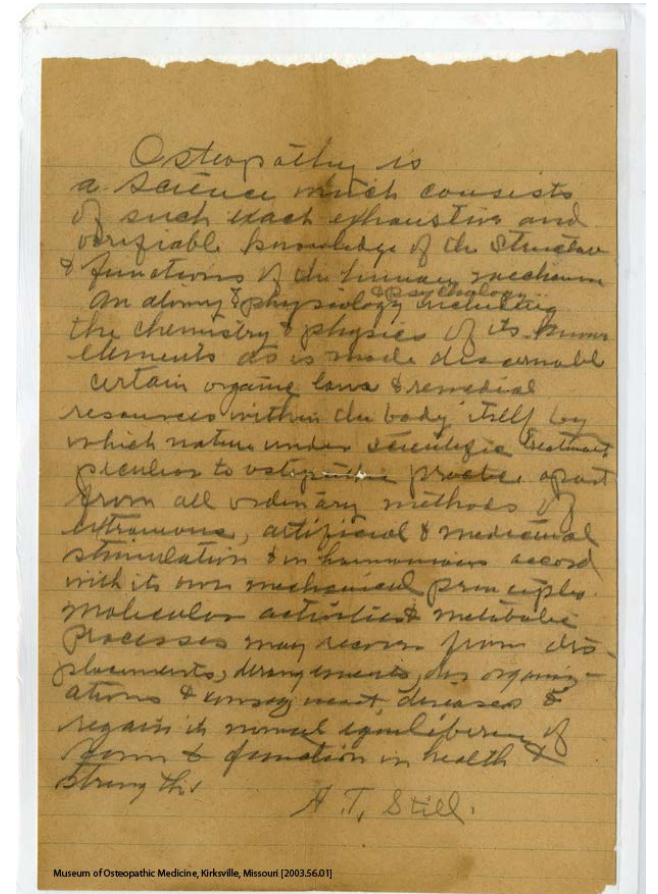 Osteopathy is
a science which consists
of such exact exhaustive and
verifiable knowledge of the structure
& functions of the human mechanism
anatomy & physiology & psychology including
the chemistry & physics of its known
elements as is made discernable
certain organic laws & remedial
resources within the body itself by
which nature under scientific treatment
peculiar to osteopathic practice apart
from all ordinary methods of
extraneous, artificial & medicinal
stimulation & in harmonious accord
with its own mechanical principles
molecular activities & metabolic
processes may recover from dis-
placements, derangements, disorganiz-
ations & consequent diseases &
regain its normal equilibrium of
form & function in health &
strength.
A. T. Still.
Museum of Osteopathic Medicine, Kirksville, Missouri [2003.56.01]